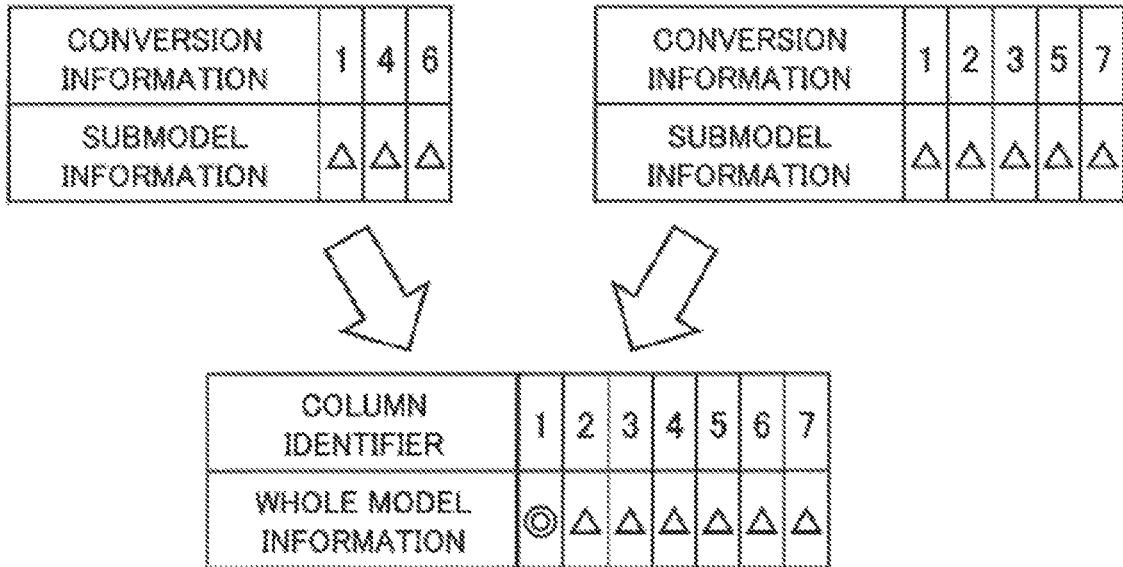 CONVERSION INFORMATION 1 4 6
SUBMODEL INFORMATION △ △ △
CONVERSION INFORMATION 1 2 3 5 7
SUBMODEL INFORMATION △ △ △ △ △
COLUMN IDENTIFIER 1 2 3 4 5 6 7
WHOLE MODEL INFORMATION ◎ △ △ △ △ △ △